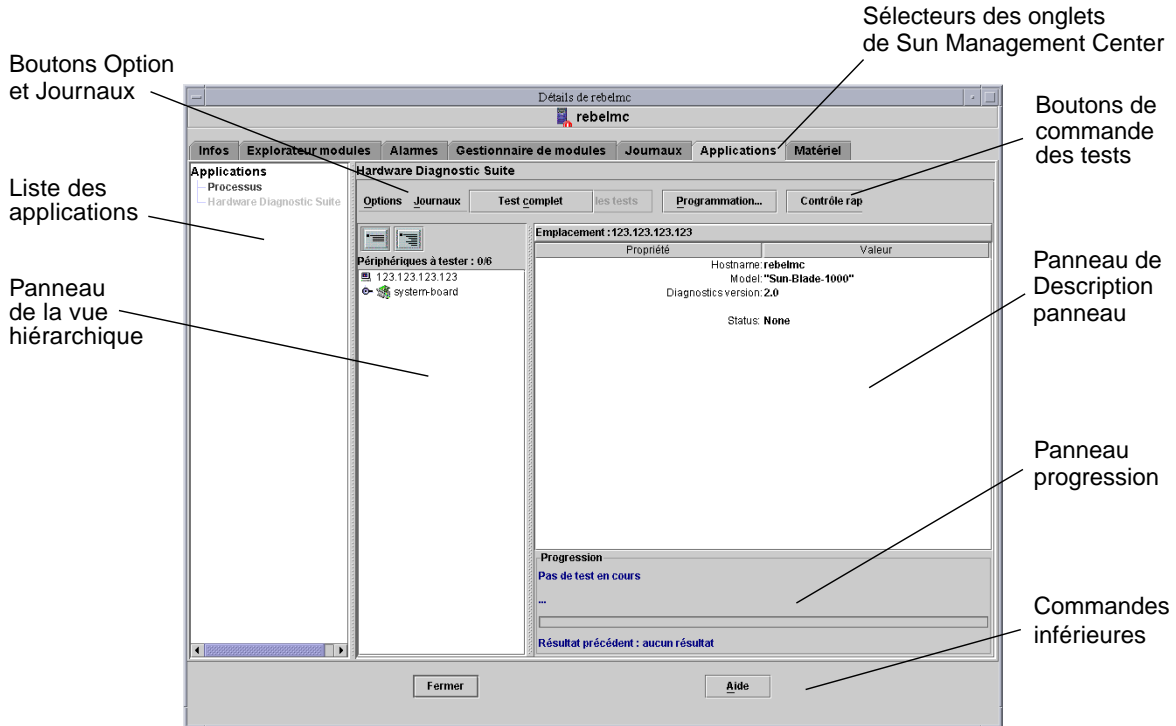 Sélecteurs des onglets
de Sun Management Center
Boutons Option
et Journaux
Boutons de
commande
des tests
Liste des
applications
Panneau
de la vue
hiérarchique
Panneau de
Description
panneau
Panneau
progression
Commandes
inférieures
Détails de rebelmc
rebelmc
Infos Explorateur modules Alarmes Gestionnaire de modules Journaux Applications Matériel
Applications
Processus
Hardware Diagnostic Suite
Hardware Diagnostic Suite
Options Journaux Test complet les tests Programmation... Contrôle rap
Périphériques à tester : 0/6
123.123.123.123
system-board
Emplacement :123.123.123.123
Propriété Valeur
Hostname: rebelmc
Model: "Sun-Blade-1000"
Diagnostics version: 2.0
Status: None
Progression
Pas de test en cours
...
Résultat précédent : aucun résultat
Fermer Aide